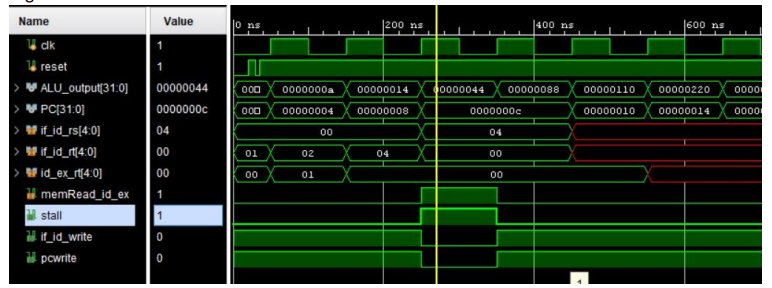 Name Value 0 ns 200 ns 400 ns 600 ns
clk 1
reset 1
ALU_output[31:0] 00000044 00 0000000a 00000014 00000044 00000088 00000110 00000220 0000
PC[31:0] 0000000c 00 00000004 00000008 0000000c 00000010 00000014 0000
if_id_rs[4:0] 04 00 04
if_id_rt[4:0] 00 01 02 04 00
id_ex_rt[4:0] 00 00 01 00
memRead_id_ex 1
stall 1
if_id_write 0
pcwrite 0
1